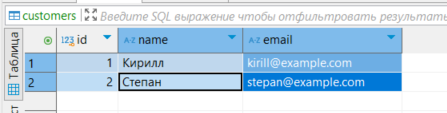 customers Введите SQL выражение чтобы отфильтровать результат
Таблица
123 id A-Z name A-Z email
1 1 Кирилл kirill@example.com
2 2 Степан stepan@example.com